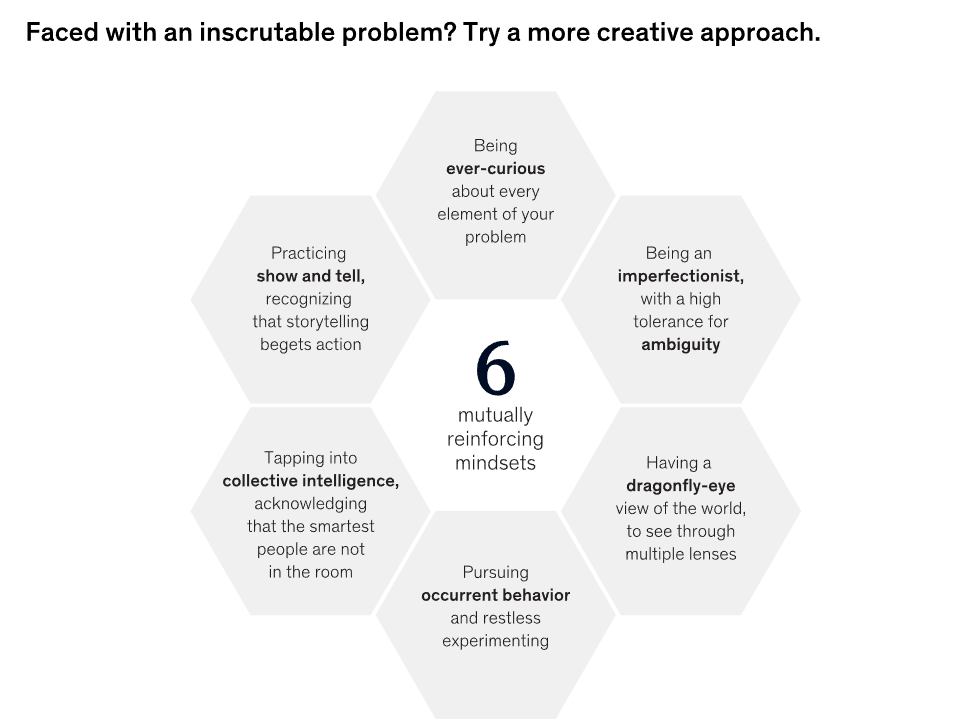 Faced with an inscrutable problem? Try a more creative approach.
Being
ever-curious
about every
element of your
problem
Being an
imperfectionist,
with a high
tolerance for
ambiguity
Having a
dragonfly-eye
view of the world,
to see through
multiple lenses
Pursuing
occurrent behavior
and restless
experimenting
Tapping into
collective intelligence,
acknowledging
that the smartest
people are not
in the room
Practicing
show and tell,
recognizing
that storytelling
begets action
6
mutually
reinforcing
mindsets